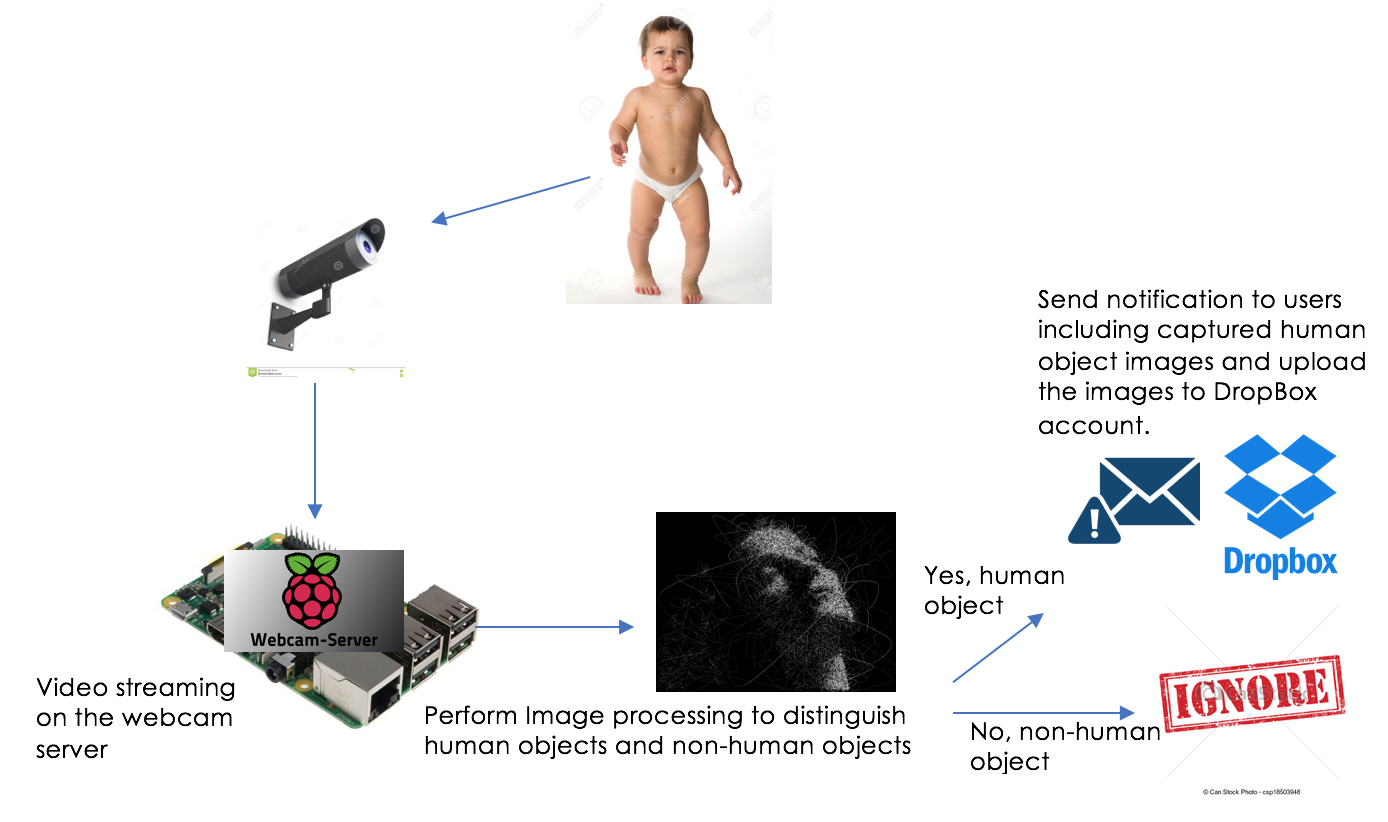 Send notification to users
including captured human
object images and upload
the images to DropBox
account.
Dropbox
Yes, human
object
Webcam-Server
IGNORE
Video streaming
on the webcam
server
Perform Image processing to distinguish
human objects and non-human objects
No, non-human
object
© Can Stock Photo - csp18503948